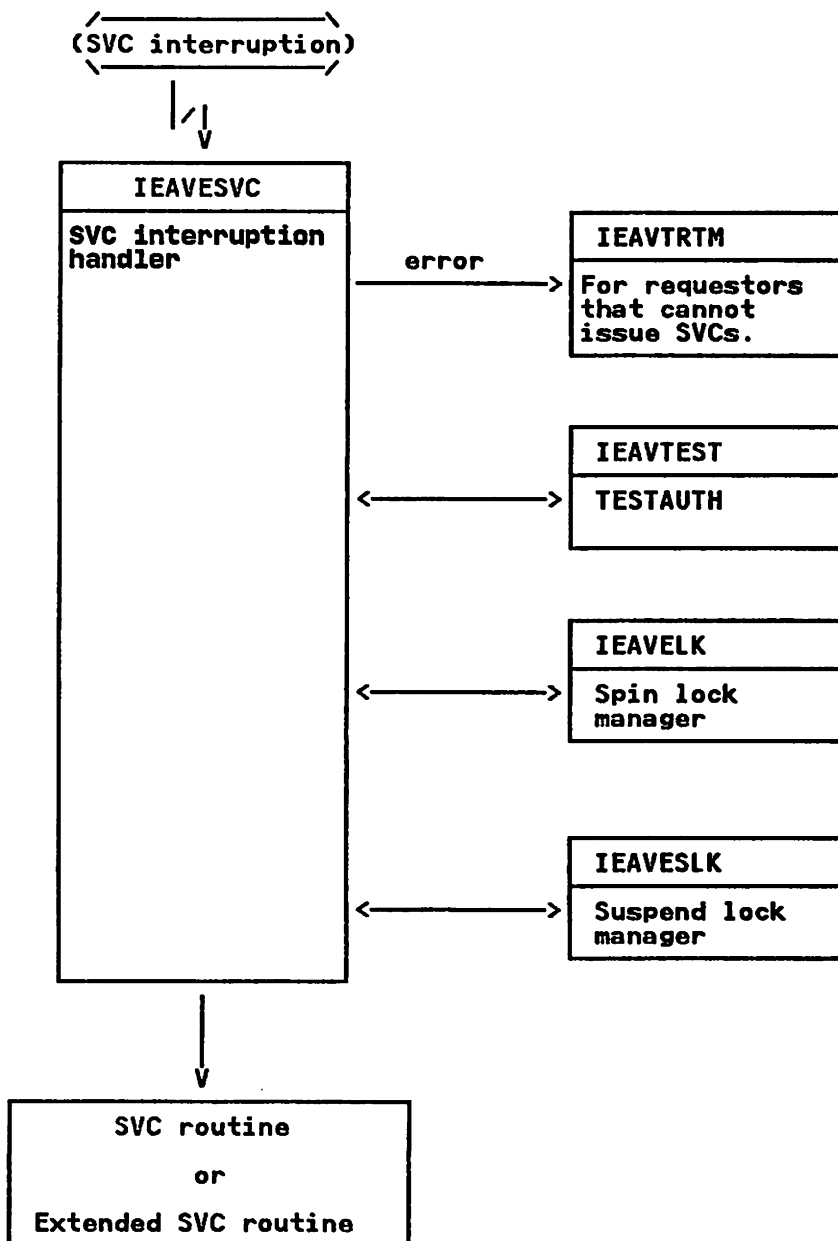 (SVC interruption)
IEAVESVC
SVC interruption
handler
error
IEAVTRTM
For requestors
that cannot
issue SVCs.
IEAVTEST
TESTAUTH
IEAVELK
Spin lock
manager
IEAVESLK
Suspend lock
manager
SVC routine
or
Extended SVC routine